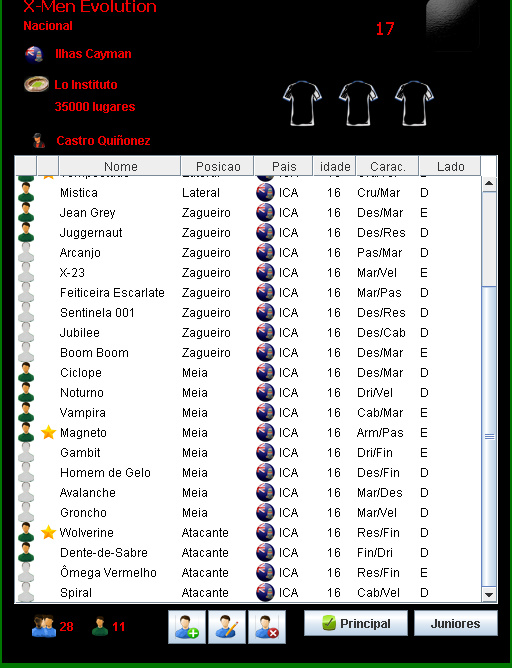 X-Men Evolution
Nacional
17
Ilhas Cayman
Lo Instituto
35000 lugares
Castro Quiñonez
Nome Posicao Pais idade Carac. Lado
Mistica Lateral ICA 16 Cru/Mar D
Jean Grey Zagueiro ICA 16 Des/Mar E
Juggernaut Zagueiro ICA 16 Des/Res D
Arcanjo Zagueiro ICA 16 Pas/Mar D
X-23 Zagueiro ICA 16 Mar/Vel E
Feiticeira Escarlate Zagueiro ICA 16 Mar/Pas D
Sentinela 001 Zagueiro ICA 16 Des/Res D
Jubilee Zagueiro ICA 16 Des/Cab D
Boom Boom Zagueiro ICA 16 Des/Mar E
Ciclope Meia ICA 16 Des/Mar D
Noturno Meia ICA 16 Dri/Vel D
Vampira Meia ICA 16 Cab/Mar E
Magneto Meia ICA 16 Arm/Pas E
Gambit Meia ICA 16 Dri/Fin E
Homem de Gelo Meia ICA 16 Des/Fin D
Avalanche Meia ICA 16 Mar/Des D
Groncho Meia ICA 16 Mar/Vel D
Wolverine Atacante ICA 16 Res/Fin D
Dente-de-Sabre Atacante ICA 16 Fin/Dri D
Ômega Vermelho Atacante ICA 16 Res/Fin E
Spiral Atacante ICA 16 Cab/Vel D
28 11 Principal Juniores